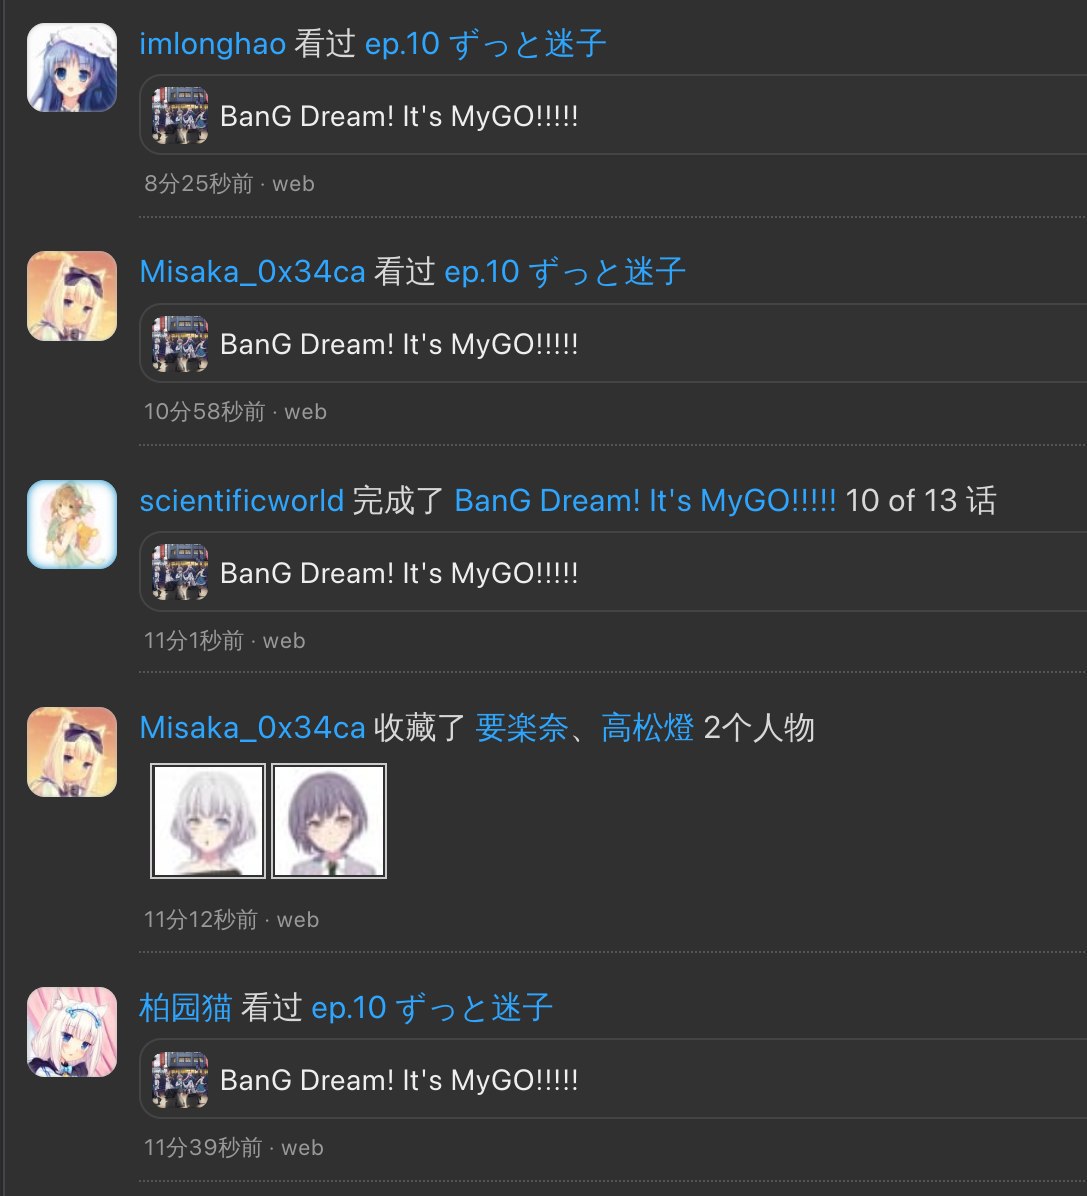 imlonghao 看过 ep.10 ずっと迷子
BanG Dream! It's MyGO!!!!!
8分25秒前 · web
Misaka_0x34ca 看过 ep.10 ずっと迷子
BanG Dream! It's MyGO!!!!!
10分58秒前 · web
scientificworld 完成了 BanG Dream! It's MyGO!!!!! 10 of 13 话
BanG Dream! It's MyGO!!!!!
11分1秒前 · web
Misaka_0x34ca 收藏了 要楽奈、高松燈 2个人物
11分12秒前 · web
柏园猫 看过 ep.10 ずっと迷子
BanG Dream! It's MyGO!!!!!
11分39秒前 · web